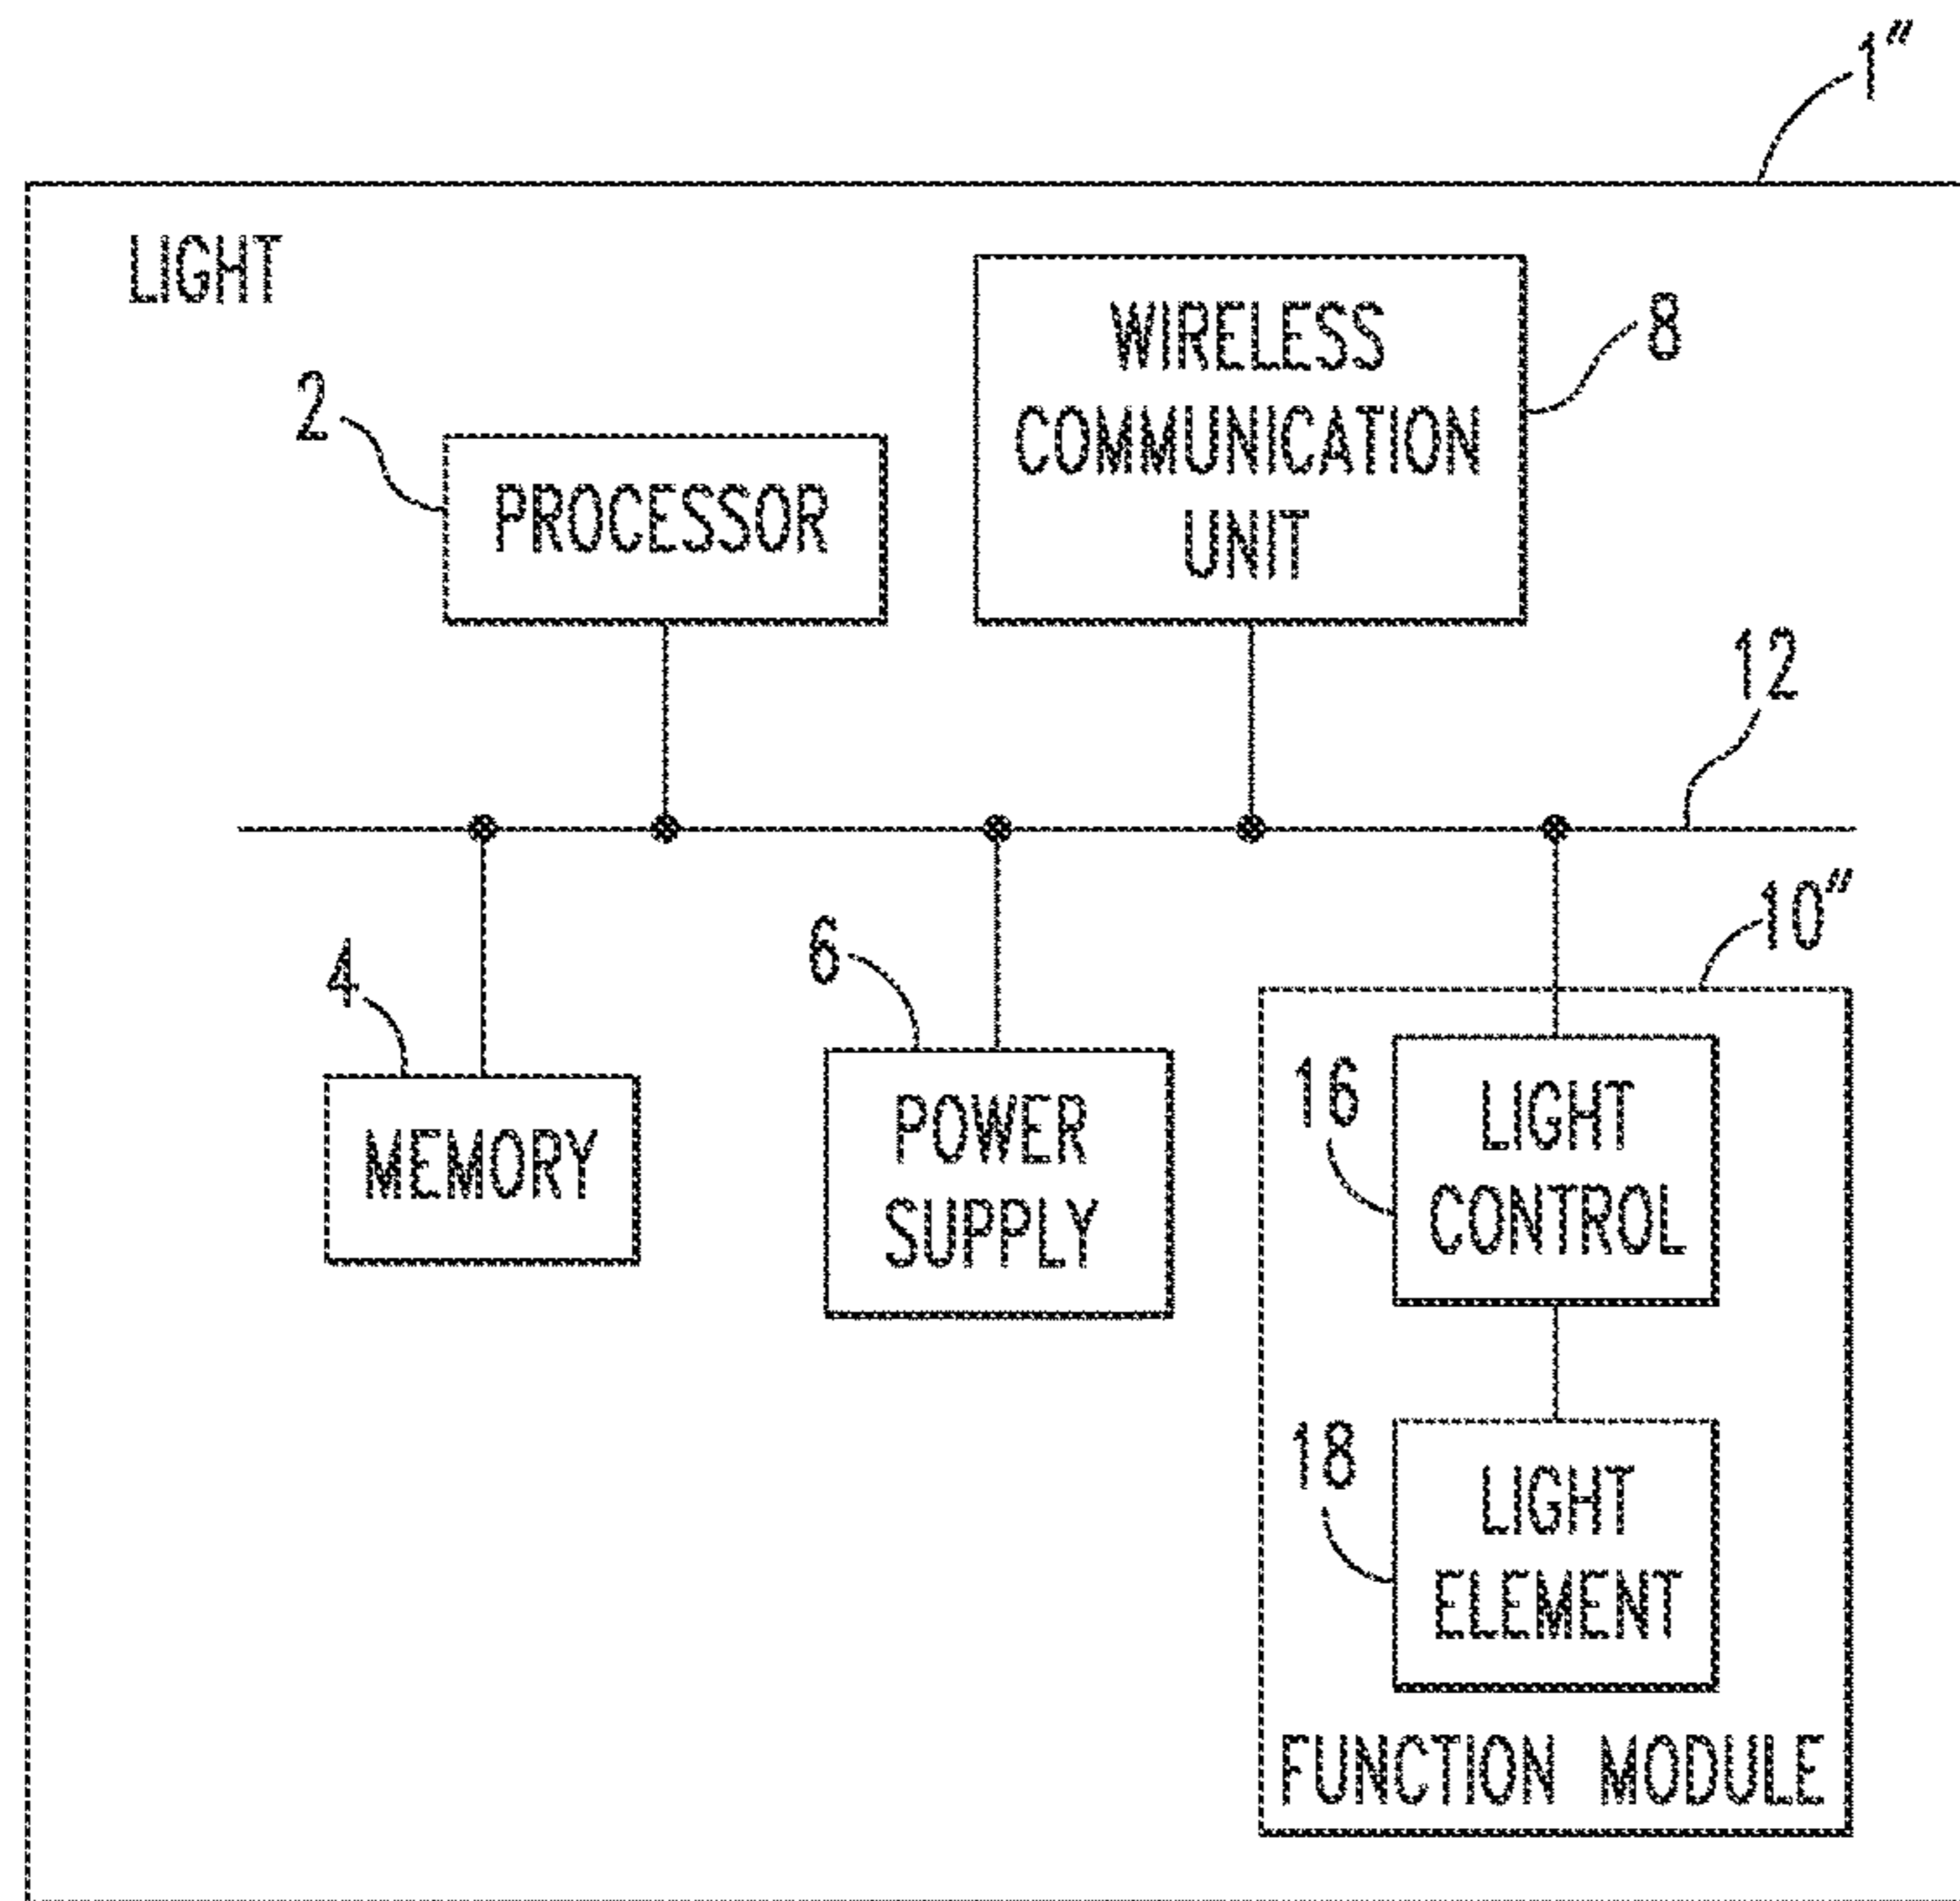 1″
LIGHT
WIRELESS
COMMUNICATION
UNIT
8
2
PROCESSOR
12
10″
4
MEMORY
6
POWER
SUPPLY
16
LIGHT
CONTROL
18
LIGHT
ELEMENT
FUNCTION MODULE